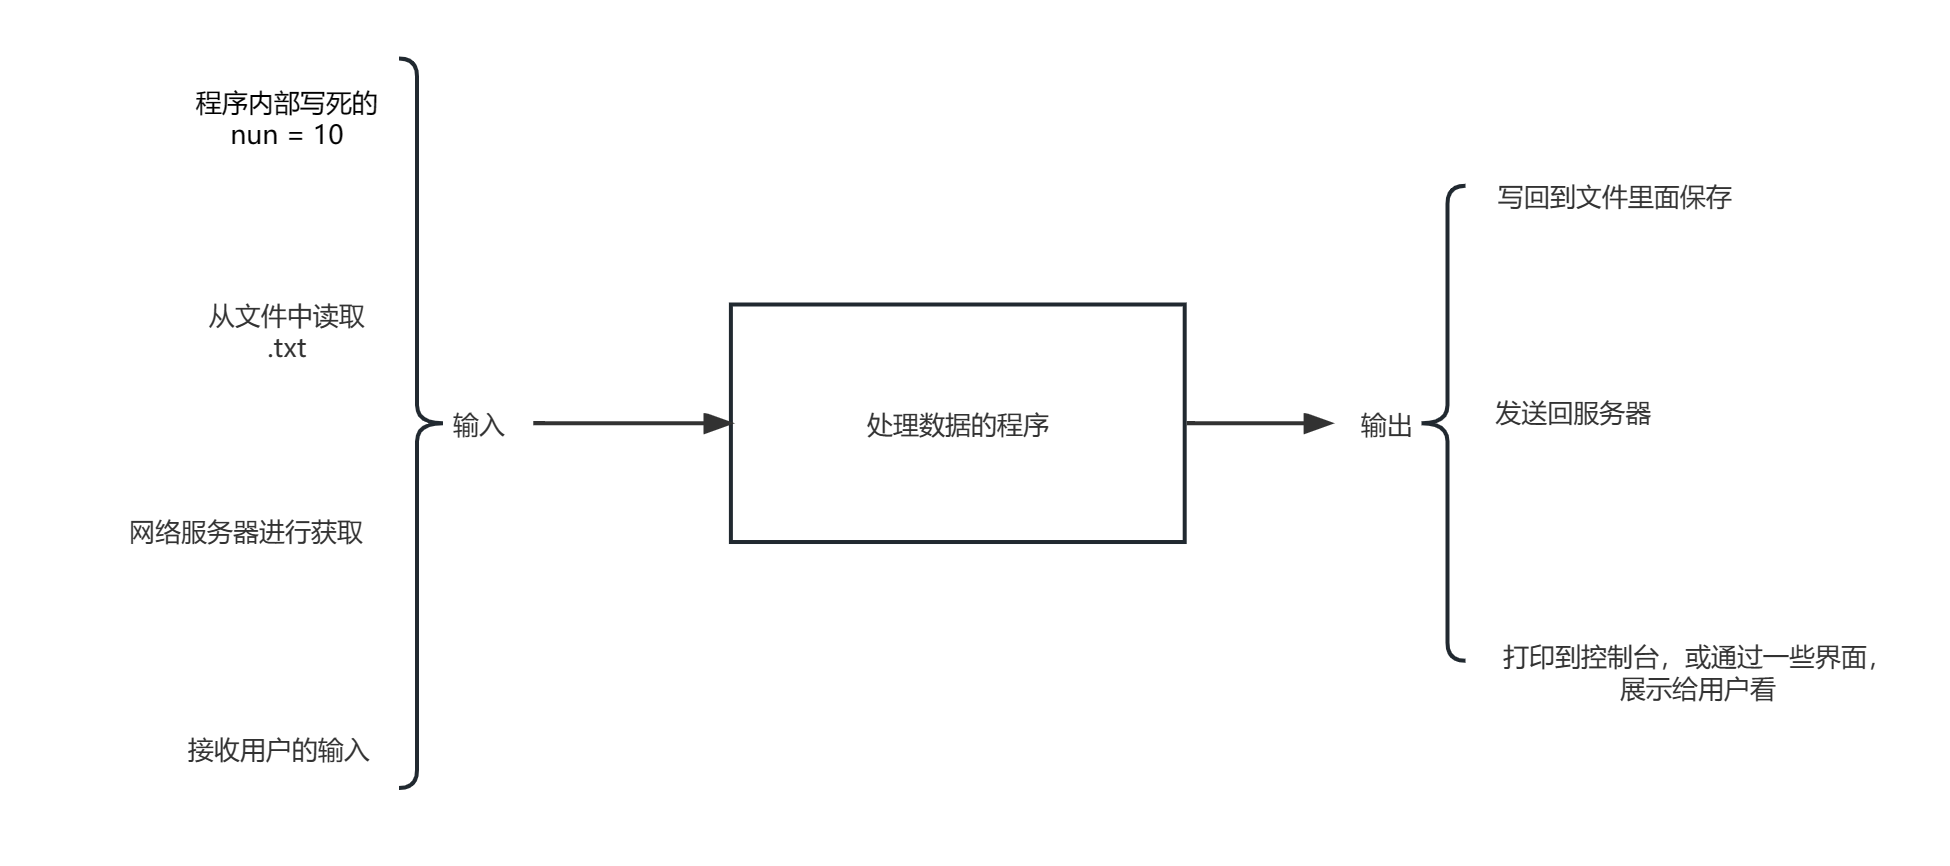 程序内部写死的
nun = 10
从文件中读取
.txt
网络服务器进行获取
接收用户的输入
输入
处理数据的程序
输出
写回到文件里面保存
发送回服务器
打印到控制台，或通过一些界面，
展示给用户看